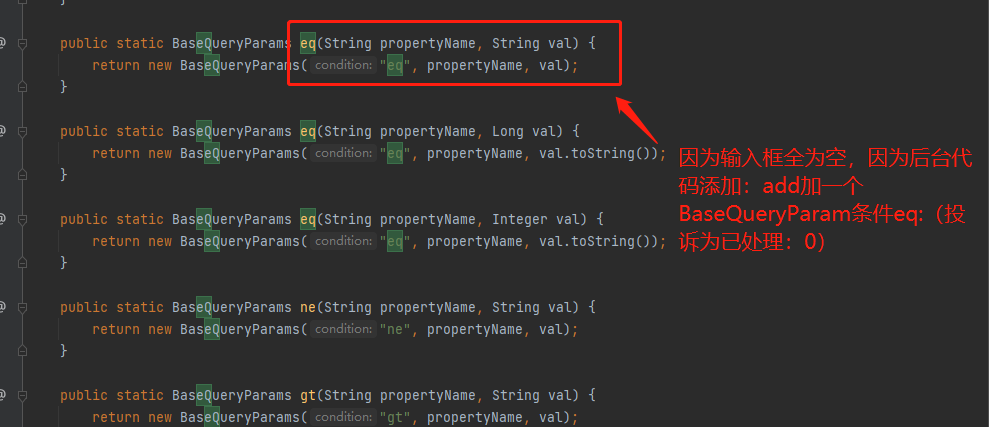 }
@ public static BaseQueryParams eq(String propertyName, String val) {
return new BaseQueryParams( condition: "eq", propertyName, val);
}
@ public static BaseQueryParams eq(String propertyName, Long val) {
return new BaseQueryParams( condition: "eq", propertyName, val.toString());
}
@ public static BaseQueryParams eq(String propertyName, Integer val) {
return new BaseQueryParams( condition: "eq", propertyName, val.toString());
}
@ public static BaseQueryParams ne(String propertyName, String val) {
return new BaseQueryParams( condition: "ne", propertyName, val);
}
@ public static BaseQueryParams gt(String propertyName, String val) {
return new BaseQueryParams( condition: "gt", propertyName, val);
因为输入框全为空，因为后台代
码添加：add加一个
BaseQueryParam条件eq:（投
诉为已处理：0）